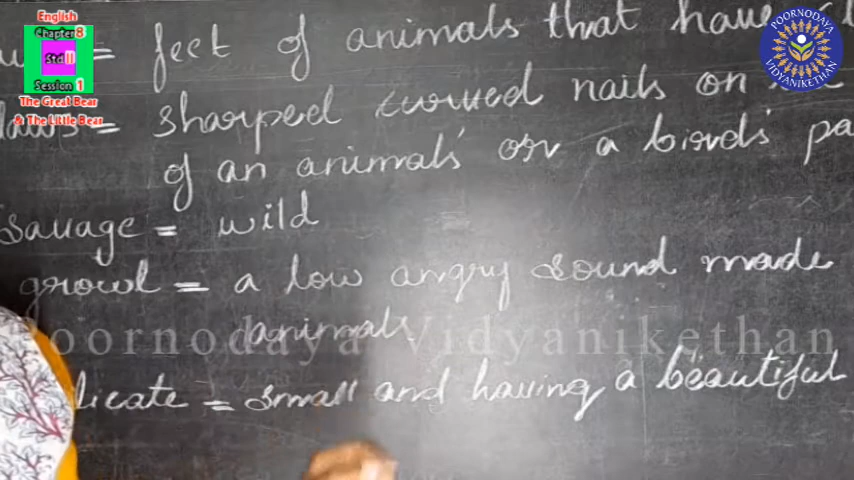 English
Chapter 8
Std II
Session 1
The Great Bear
& The Little Bear
POORNODAYA
VIDYANIKETHAN
= feet of animals that have
= sharped curved nails on
of an animals' or a birds' pa
savage = wild
growl = a low angry sound made
animals
licate = small and having a beautiful
Poornodaya Vidyanikethan